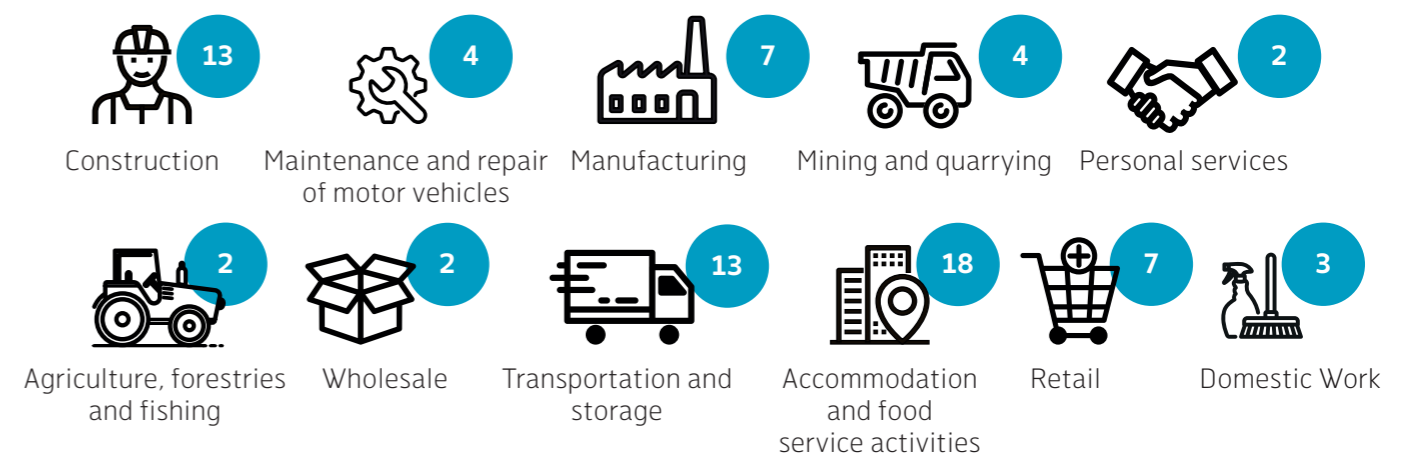 13
4
7
4
2
Construction
Maintenance and repair
of motor vehicles
Manufacturing
Mining and quarrying
Personal services
2
2
13
18
7
3
Agriculture, forestries
and fishing
Wholesale
Transportation and
storage
Accommodation
and food
service activities
Retail
Domestic Work